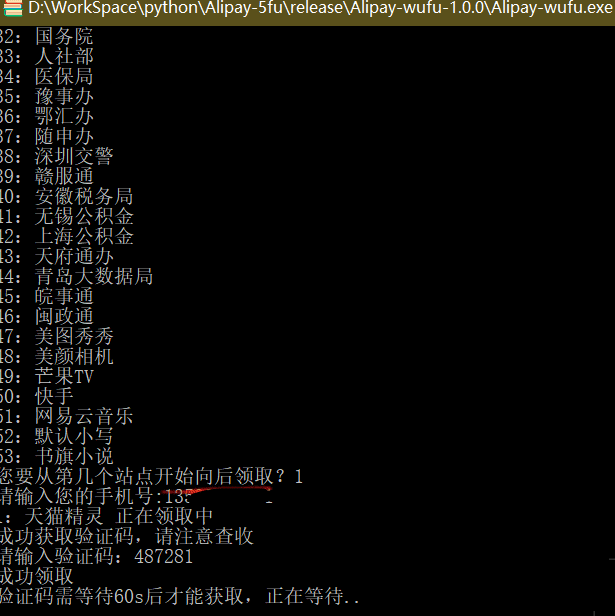 D:\WorkSpace\python\Alipay-5fu\release\Alipay-wufu-1.0.0\Alipay-wufu.exe
32: 国务院
33: 人社部
34: 医保局
35: 豫事办
36: 鄂汇办
37: 随申办
38: 深圳交警
39: 赣服通
40: 安徽税务局
41: 无锡公积金
42: 上海公积金
43: 天府通办
44: 青岛大数据局
45: 皖事通
46: 闽政通
47: 美图秀秀
48: 美颜相机
49: 芒果TV
50: 快手
51: 网易云音乐
52: 默认小写
53: 书旗小说
您要从第几个站点开始向后领取? 1
请输入您的手机号:13
1: 天猫精灵 正在领取中
成功获取验证码, 请注意查收
请输入验证码: 487281
成功领取
验证码需等待60s后才能获取, 正在等待..